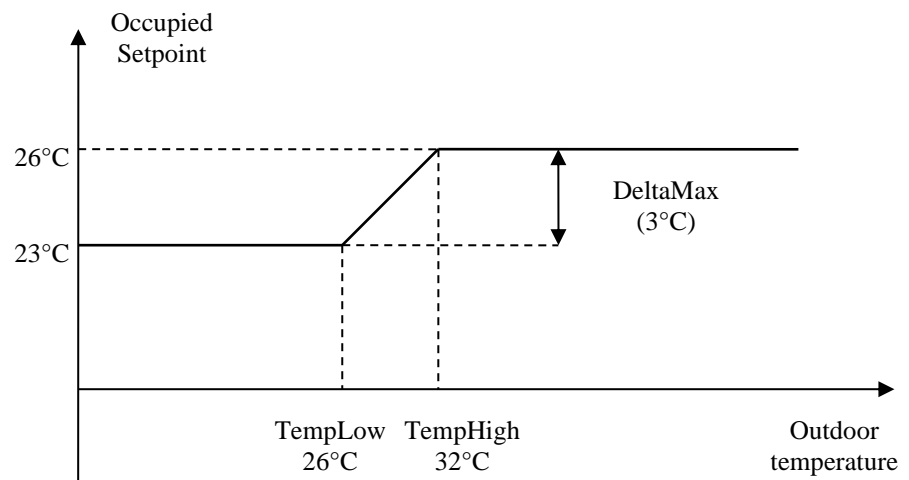 Occupied
Setpoint
26°C
DeltaMax
(3°C)
23°C
TempLow
26°C
TempHigh
32°C
Outdoor
temperature